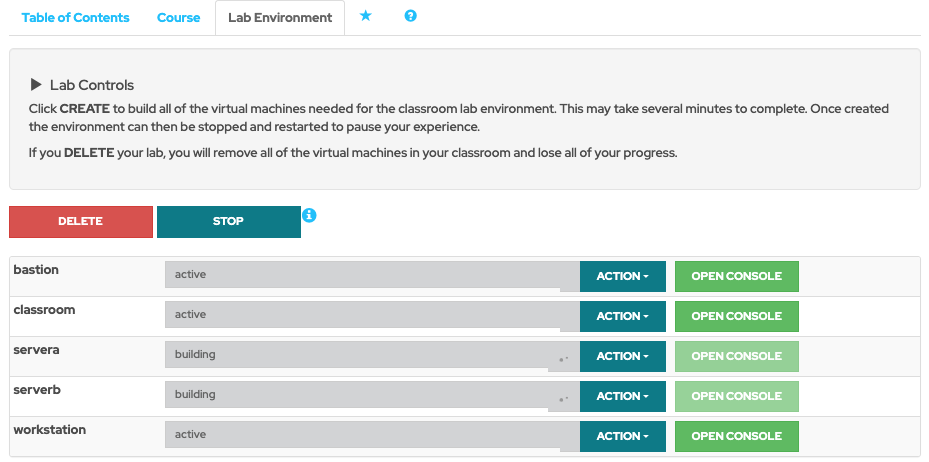 Table of Contents Course Lab Environment
Lab Controls
Click CREATE to build all of the virtual machines needed for the classroom lab environment. This may take several minutes to complete. Once created
the environment can then be stopped and restarted to pause your experience.
If you DELETE your lab, you will remove all of the virtual machines in your classroom and lose all of your progress.
DELETE STOP
bastion active ACTION OPEN CONSOLE
classroom active ACTION OPEN CONSOLE
servera building ACTION OPEN CONSOLE
serverb building ACTION OPEN CONSOLE
workstation active ACTION OPEN CONSOLE